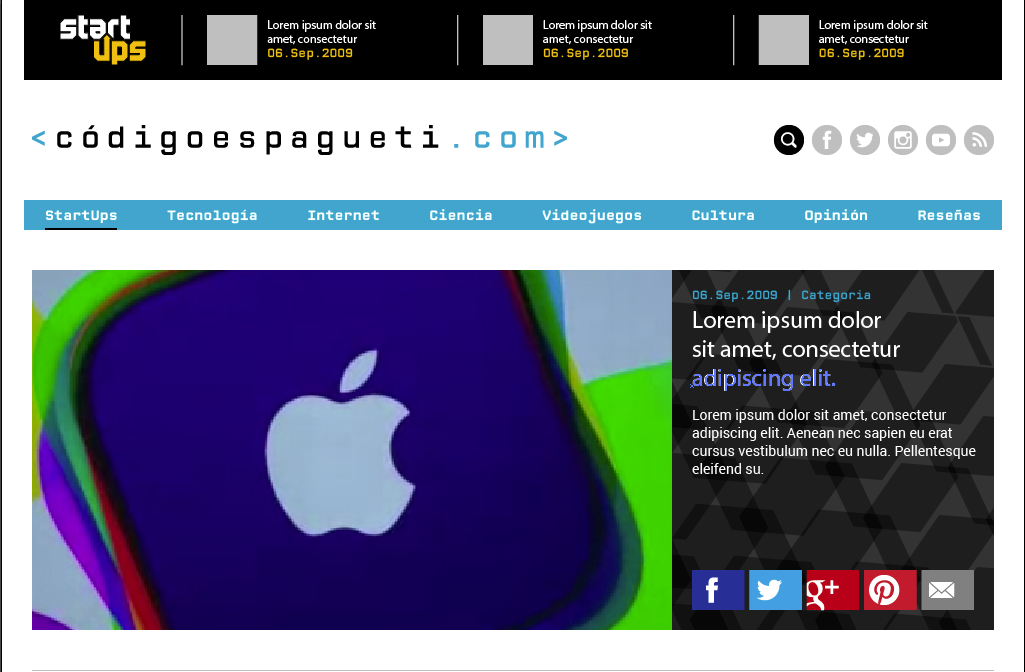 start
Ups
Lorem ipsum dolor sit
amet, consectetur
06.Sep.2009
Lorem ipsum dolor sit
amet, consectetur
06.Sep.2009
Lorem ipsum dolor sit
amet, consectetur
06.Sep.2009
<códigoespagueti.com>
StartUps Tecnología Internet Ciencia Videojuegos Cultura Opinión Reseñas
06.Sep.2009 | Categoria
Lorem ipsum dolor
sit amet, consectetur
adipiscing elit.
Lorem ipsum dolor sit amet, consectetur
adipiscing elit. Aenean nec sapien eu erat
cursus vestibulum nec eu nulla. Pellentesque
eleifend su.
f g+